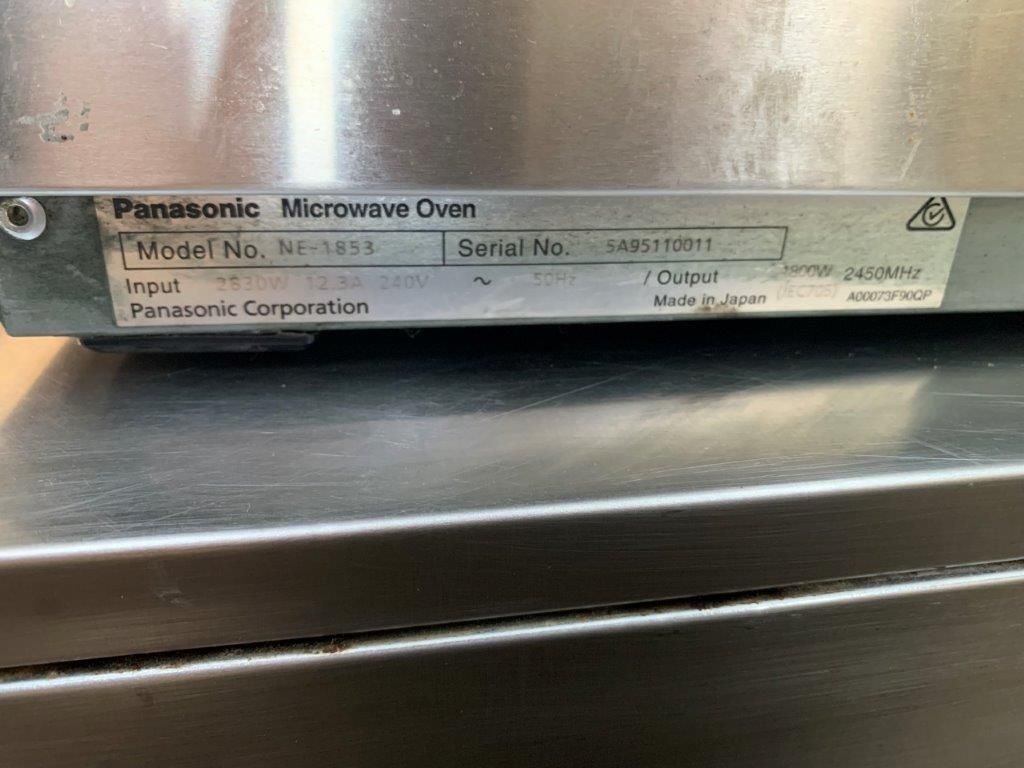 Panasonic Microwave Oven
Model No. NE-1853 Serial No. 5A95110011
Input 2830W 12.3A 240V ~ 50Hz / Output 1800W 2450MHz
Panasonic Corporation Made in Japan (IEC705) A00073F90QP